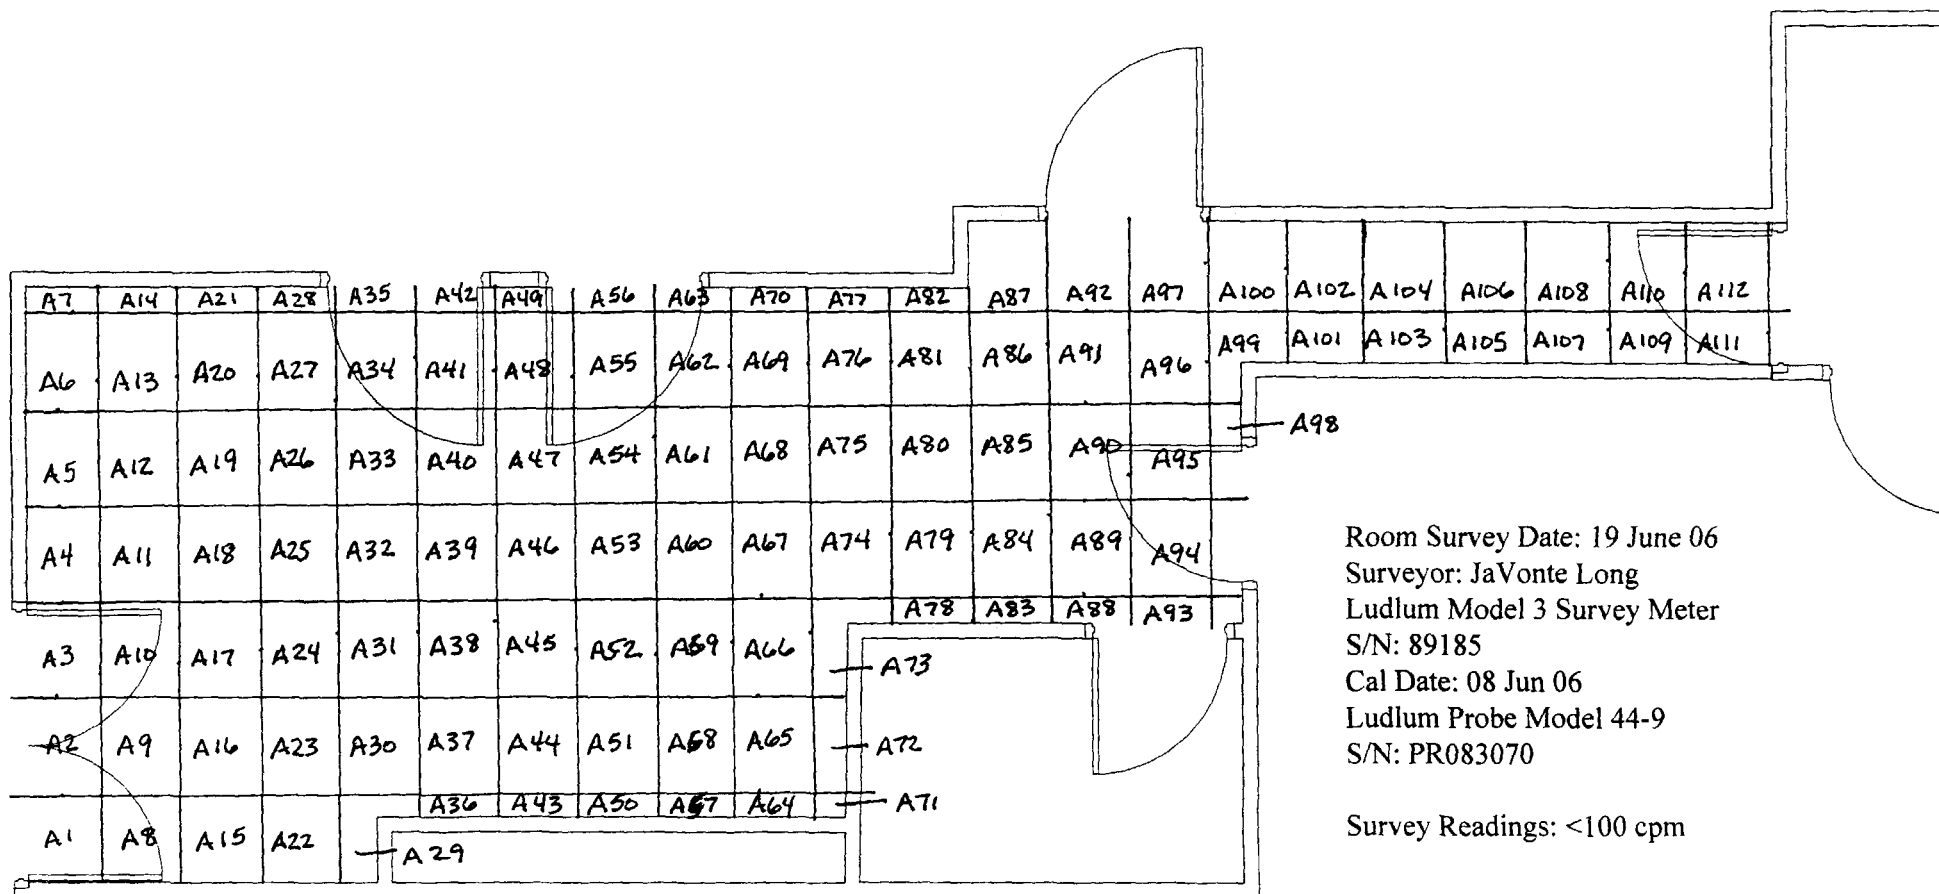 A7 A14 A21 A28 A35 A42 A49 A56 A63 A70 A77 A82 A87 A92 A97 A100 A102 A104 A106 A108 A110 A112
A6 A13 A20 A27 A34 A41 A48 A55 A62 A69 A76 A81 A86 A91 A96 A99 A101 A103 A105 A107 A109 A111
A98
A5 A12 A19 A26 A33 A40 A47 A54 A61 A68 A75 A80 A85 A90 A95
A4 A11 A18 A25 A32 A39 A46 A53 A60 A67 A74 A79 A84 A89 A94
A78 A83 A88 A93
A3 A10 A17 A24 A31 A38 A45 A52 A59 A66 A73
A2 A9 A16 A23 A30 A37 A44 A51 A58 A65 A72
A36 A43 A50 A57 A64 A71
A1 A8 A15 A22 A29
Room Survey Date: 19 June 06
Surveyor: JaVonte Long
Ludlum Model 3 Survey Meter
S/N: 89185
Cal Date: 08 Jun 06
Ludlum Probe Model 44-9
S/N: PR083070
Survey Readings: <100 cpm